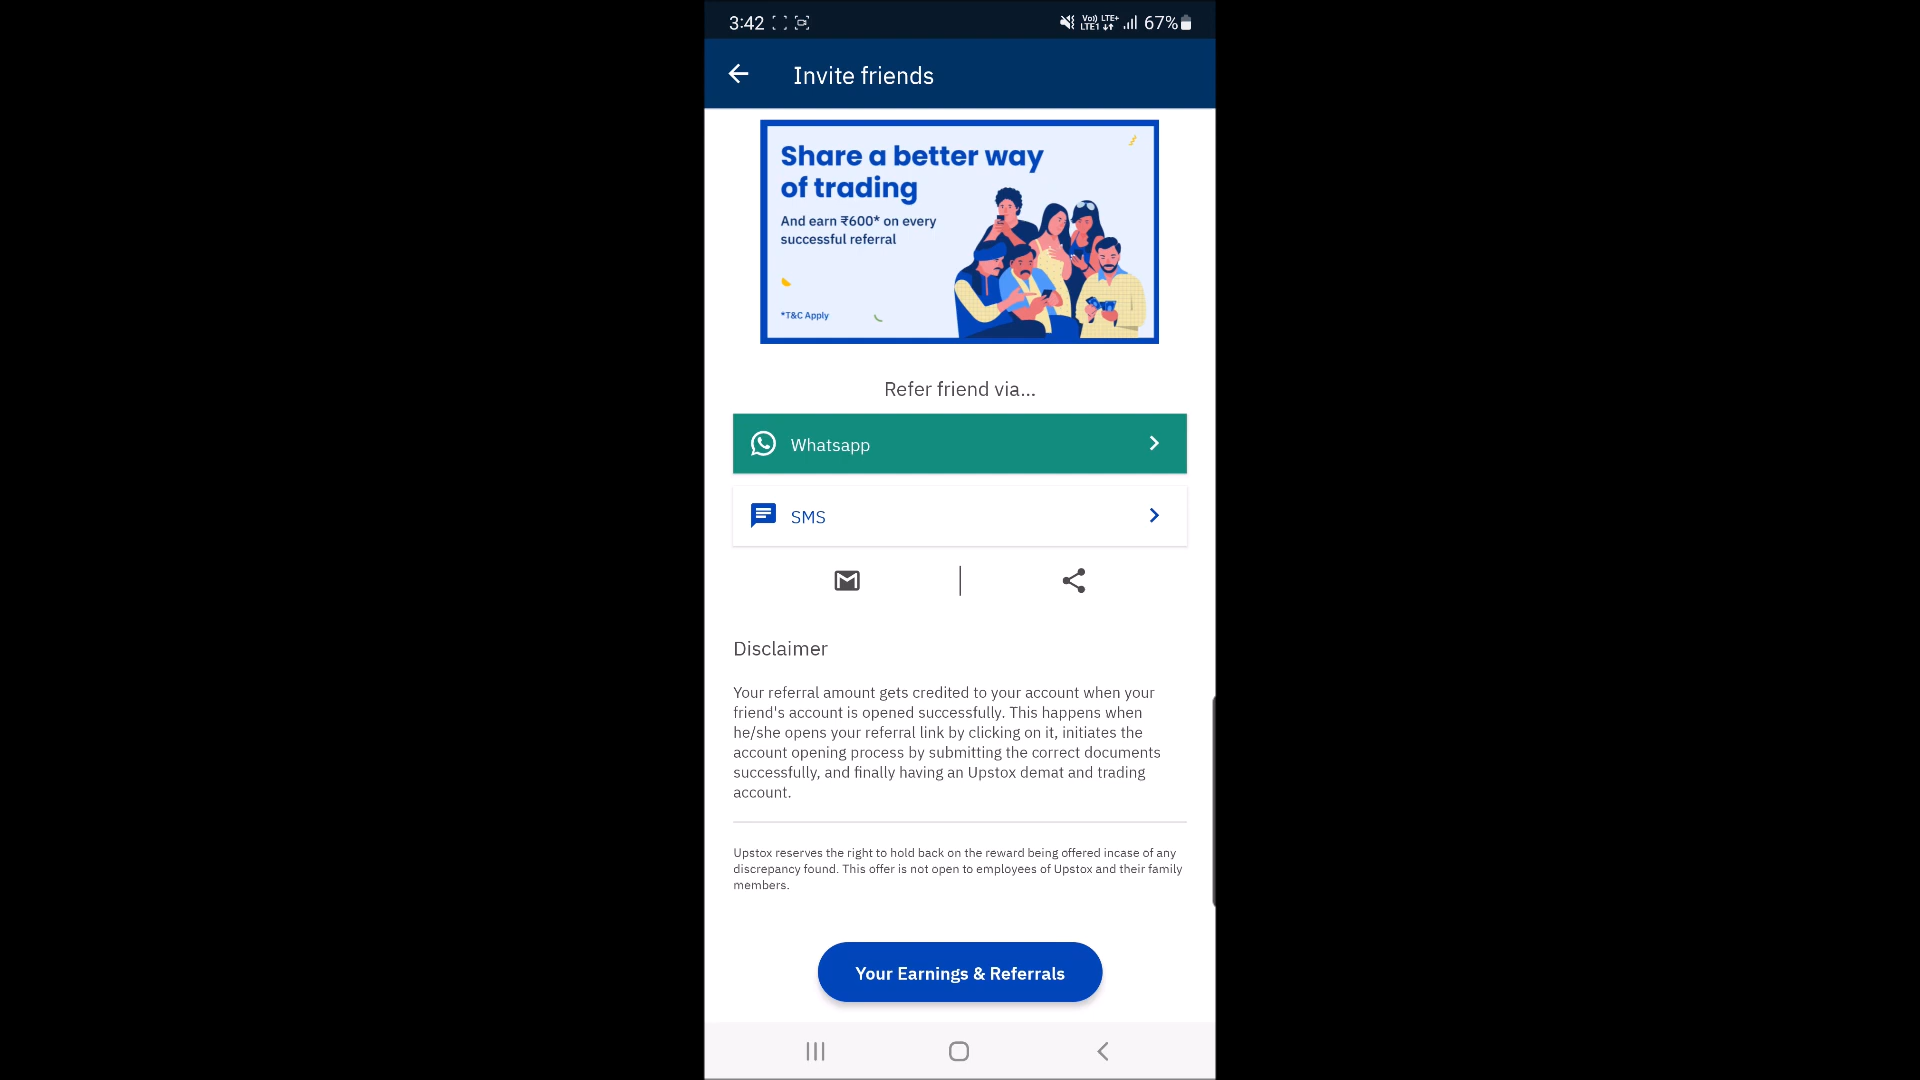 3:42
Vo)) LTE+
LTE1
67%
Invite friends
Share a better way
of trading
And earn ₹600* on every
successful referral
*T&C Apply
Refer friend via...
Whatsapp
SMS
Disclaimer
Your referral amount gets credited to your account when your
friend's account is opened successfully. This happens when
he/she opens your referral link by clicking on it, initiates the
account opening process by submitting the correct documents
successfully, and finally having an Upstox demat and trading
account.
Upstox reserves the right to hold back on the reward being offered incase of any
discrepancy found. This offer is not open to employees of Upstox and their family
members.
Your Earnings & Referrals